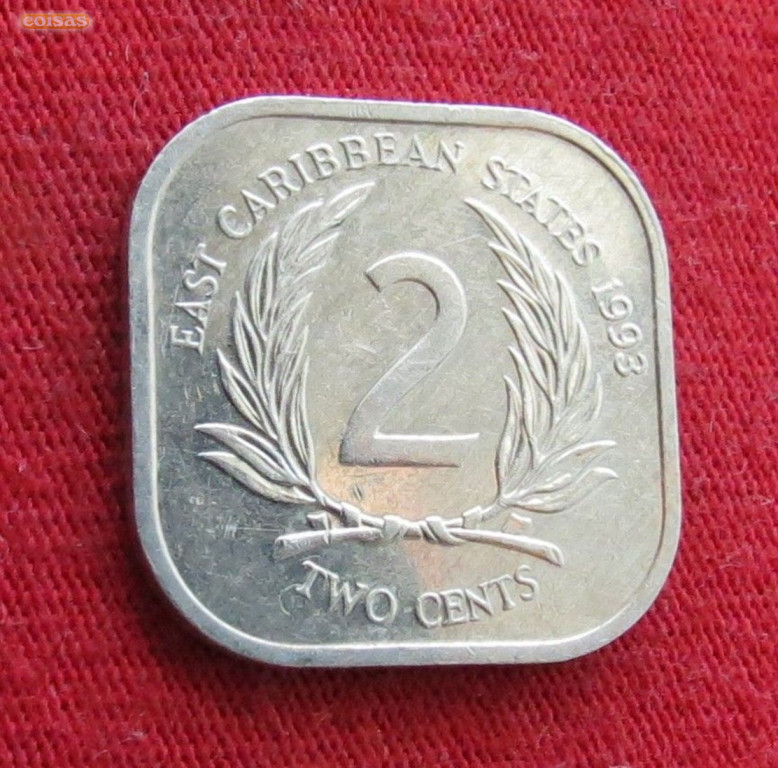 coisas
EAST CARIBBEAN STATES 1993
2
TWO CENTS